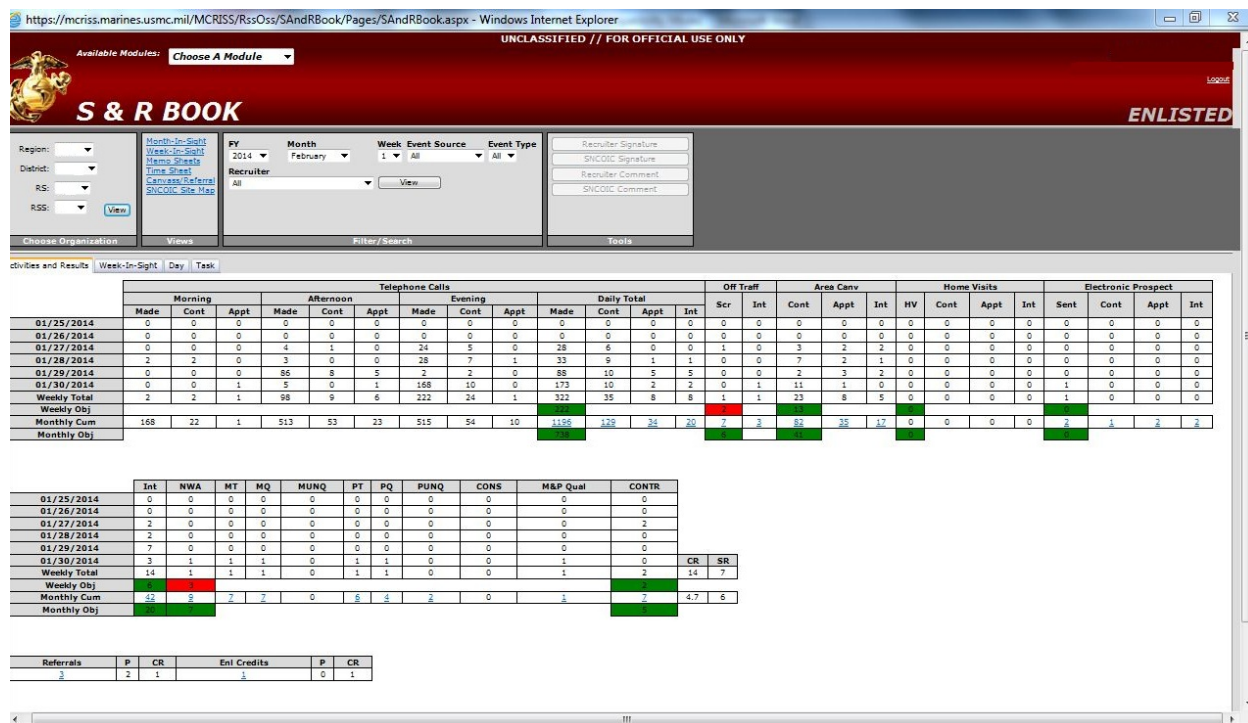 https://mcriss.marines.usmc.mil/MCRISS/RssOss/SAndRBook/Pages/SAndRBook.aspx - Windows Internet Explorer
UNCLASSIFIED // FOR OFFICIAL USE ONLY
Available Modules: Choose A Module
Logout
S & R BOOK
ENLISTED
Region:
District:
RS:
RSS:
View
Choose Organization
Month-In-Sight
Week-In-Sight
Memo Sheets
Time Sheet
Canvass/Referral
SNCOIC Site Map
Views
FY Month Week Event Source Event Type
2014 February 1 All All
Recruiter
All View
Filter/Search
Recruiter Signature
SNCOIC Signature
Recruiter Comment
SNCOIC Comment
Tools
ctivities and Results Week-In-Sight Day Task
Telephone Calls Off Traff Area Canv Home Visits Electronic Prospect
Morning Afternoon Evening Daily Total Scr Int Cont Appt Int HV Cont Appt Int Sent Cont Appt Int
Made Cont Appt Made Cont Appt Made Cont Appt Made Cont Appt Int
01/25/2014 0 0 0 0 0 0 0 0 0 0 0 0 0 0 0 0 0 0 0 0 0 0 0 0 0 0
01/26/2014 0 0 0 0 0 0 0 0 0 0 0 0 0 0 0 0 0 0 0 0 0 0 0 0 0 0
01/27/2014 0 0 0 4 1 0 24 5 0 28 6 0 0 1 0 3 2 2 0 0 0 0 0 0 0 0
01/28/2014 2 2 0 3 0 0 28 7 1 33 9 1 1 0 0 7 2 1 0 0 0 0 0 0 0 0
01/29/2014 0 0 0 86 8 5 2 2 0 88 10 5 5 0 0 2 3 2 0 0 0 0 0 0 0 0
01/30/2014 0 0 1 5 0 1 168 10 0 173 10 2 2 0 1 11 1 0 0 0 0 0 1 0 0 0
Weekly Total 2 2 1 98 9 6 222 24 1 322 35 8 8 1 1 23 8 5 0 0 0 0 1 0 0 0
Weekly Obj 222 2 13 0 0
Monthly Cum 168 22 1 513 53 23 515 54 10 1196 129 34 20 7 3 82 35 17 0 0 0 0 2 1 2 2
Monthly Obj 738 6 41 0 0
Int NWA MT MQ MUNQ PT PQ PUNQ CONS M&P Qual CONTR
01/25/2014 0 0 0 0 0 0 0 0 0 0 0
01/26/2014 0 0 0 0 0 0 0 0 0 0 0
01/27/2014 2 0 0 0 0 0 0 0 0 0 2
01/28/2014 2 0 0 0 0 0 0 0 0 0 0
01/29/2014 7 0 0 0 0 0 0 0 0 0 0
01/30/2014 3 1 1 1 0 1 1 0 0 1 0 CR SR
Weekly Total 14 1 1 1 0 1 1 0 0 1 2 14 7
Weekly Obj 6 3 2
Monthly Cum 42 9 7 7 0 6 4 2 0 1 7 4.7 6
Monthly Obj 20 7 5
Referrals P CR Enl Credits P CR
3 2 1 1 0 1